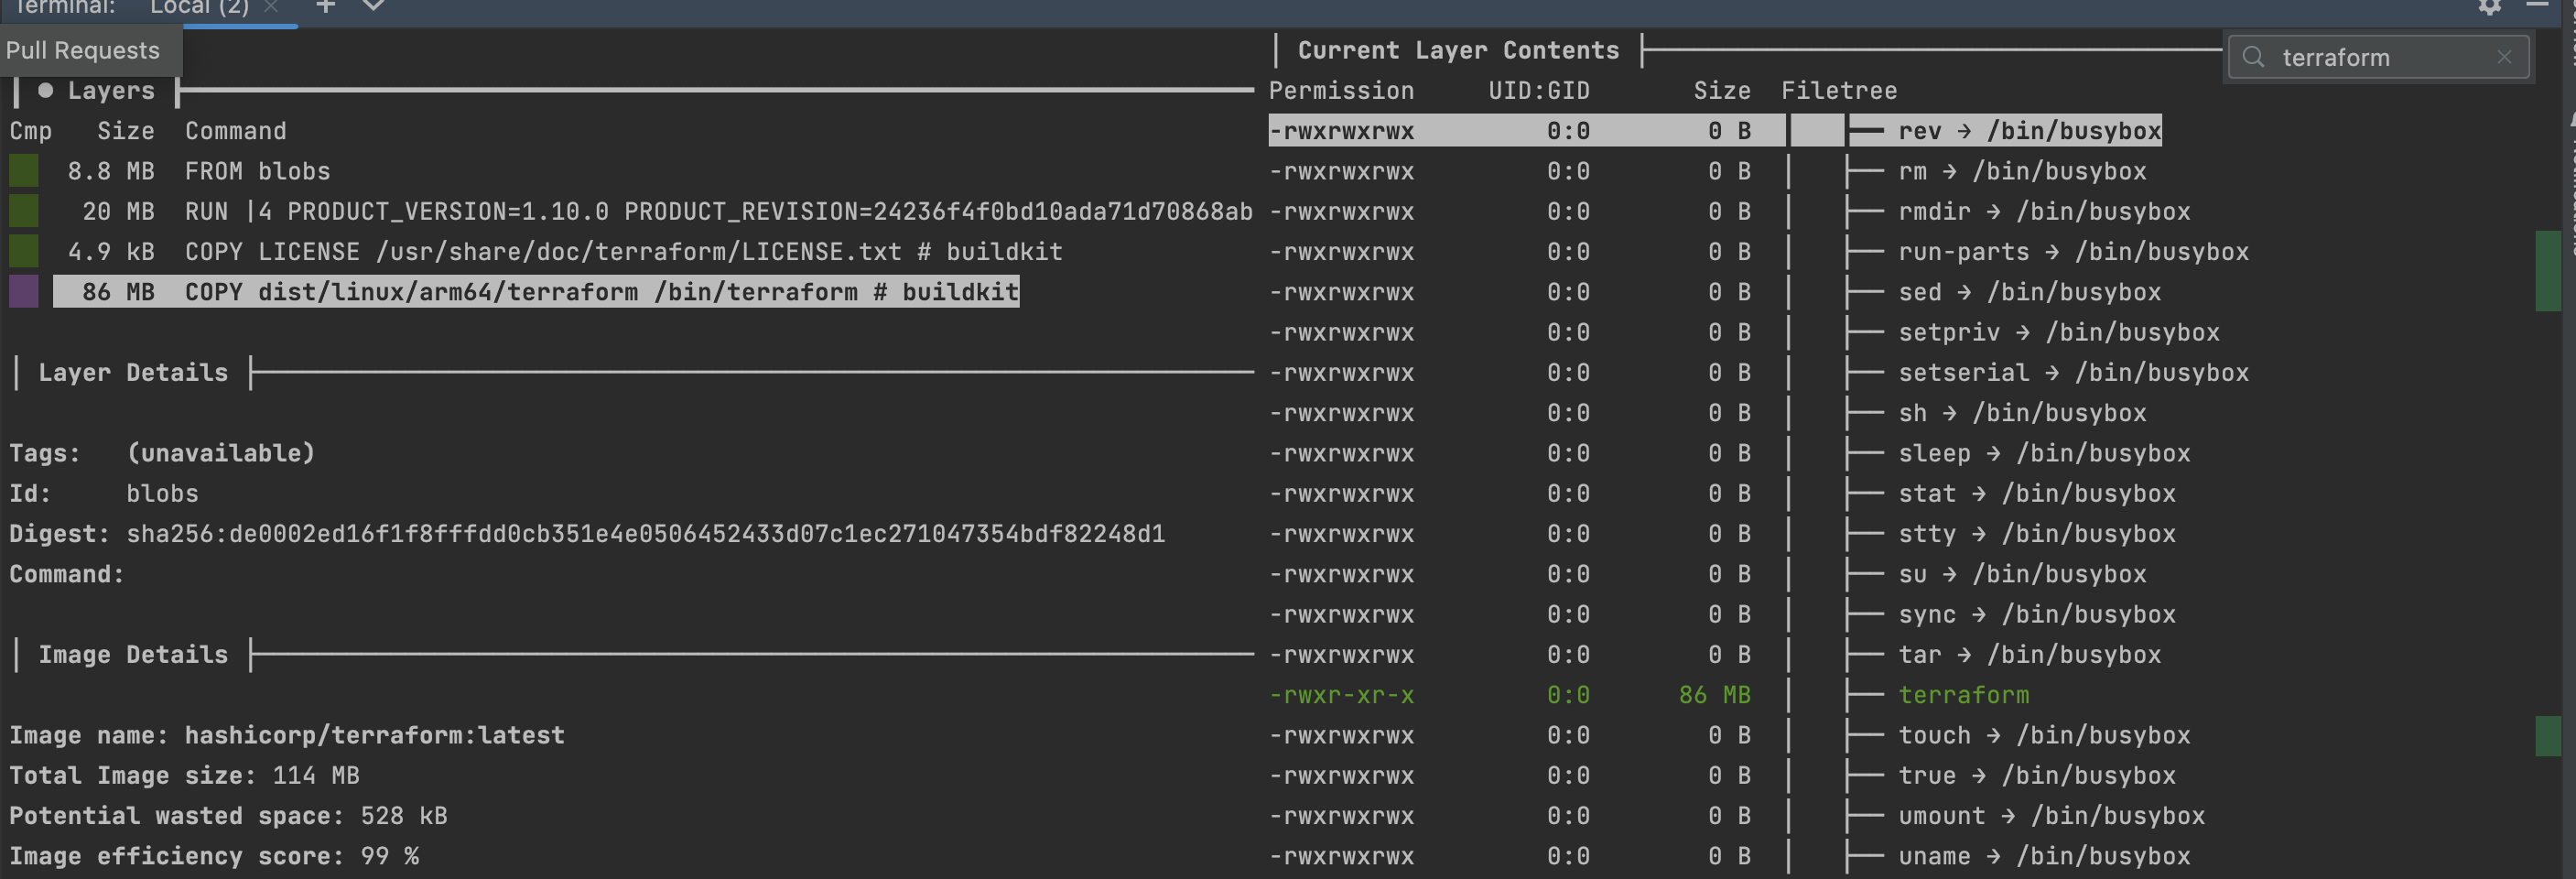 Terminal: Local (2) × +
Pull Requests
● Layers
Cmp Size Command
8.8 MB FROM blobs
20 MB RUN |4 PRODUCT_VERSION=1.10.0 PRODUCT_REVISION=24236f4f0bd10ada71d70868ab
4.9 kB COPY LICENSE /usr/share/doc/terraform/LICENSE.txt # buildkit
86 MB COPY dist/linux/arm64/terraform /bin/terraform # buildkit
Layer Details
Tags: (unavailable)
Id: blobs
Digest: sha256:de0002ed16f1f8fffdd0cb351e4e0506452433d07c1ec271047354bdf82248d1
Command:
Image Details
Image name: hashicorp/terraform:latest
Total Image size: 114 MB
Potential wasted space: 528 kB
Image efficiency score: 99 %
Current Layer Contents
terraform
Permission UID:GID Size Filetree
-rwxrwxrwx 0:0 0 B ├── rev → /bin/busybox
-rwxrwxrwx 0:0 0 B │ ├── rm → /bin/busybox
-rwxrwxrwx 0:0 0 B │ ├── rmdir → /bin/busybox
-rwxrwxrwx 0:0 0 B │ ├── run-parts → /bin/busybox
-rwxrwxrwx 0:0 0 B │ ├── sed → /bin/busybox
-rwxrwxrwx 0:0 0 B │ ├── setpriv → /bin/busybox
-rwxrwxrwx 0:0 0 B │ ├── setserial → /bin/busybox
-rwxrwxrwx 0:0 0 B │ ├── sh → /bin/busybox
-rwxrwxrwx 0:0 0 B │ ├── sleep → /bin/busybox
-rwxrwxrwx 0:0 0 B │ ├── stat → /bin/busybox
-rwxrwxrwx 0:0 0 B │ ├── stty → /bin/busybox
-rwxrwxrwx 0:0 0 B │ ├── su → /bin/busybox
-rwxrwxrwx 0:0 0 B │ ├── sync → /bin/busybox
-rwxrwxrwx 0:0 0 B │ ├── tar → /bin/busybox
-rwxr-xr-x 0:0 86 MB │ ├── terraform
-rwxrwxrwx 0:0 0 B │ ├── touch → /bin/busybox
-rwxrwxrwx 0:0 0 B │ ├── true → /bin/busybox
-rwxrwxrwx 0:0 0 B │ ├── umount → /bin/busybox
-rwxrwxrwx 0:0 0 B │ ├── uname → /bin/busybox